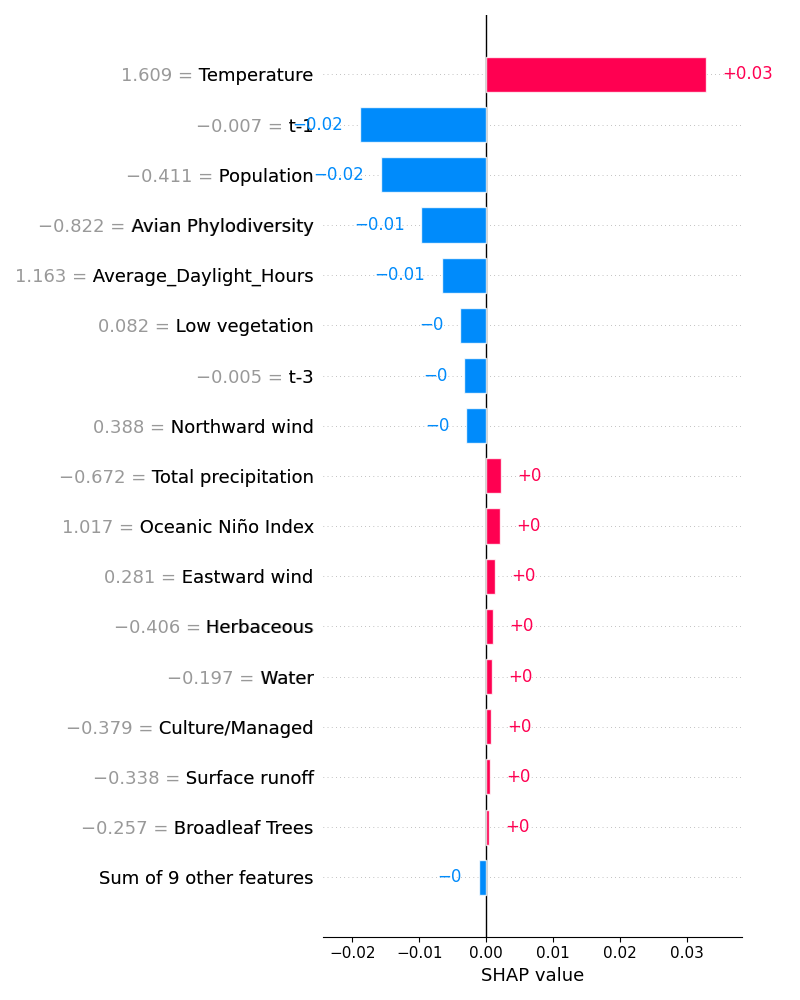 1.609 = Temperature +0.03
−0.007 = t-1 −0.02
−0.411 = Population −0.02
−0.822 = Avian Phylodiversity −0.01
1.163 = Average_Daylight_Hours −0.01
0.082 = Low vegetation −0
−0.005 = t-3 −0
0.388 = Northward wind −0
−0.672 = Total precipitation +0
1.017 = Oceanic Niño Index +0
0.281 = Eastward wind +0
−0.406 = Herbaceous +0
−0.197 = Water +0
−0.379 = Culture/Managed +0
−0.338 = Surface runoff +0
−0.257 = Broadleaf Trees +0
Sum of 9 other features −0
−0.02 −0.01 0.00 0.01 0.02 0.03
SHAP value